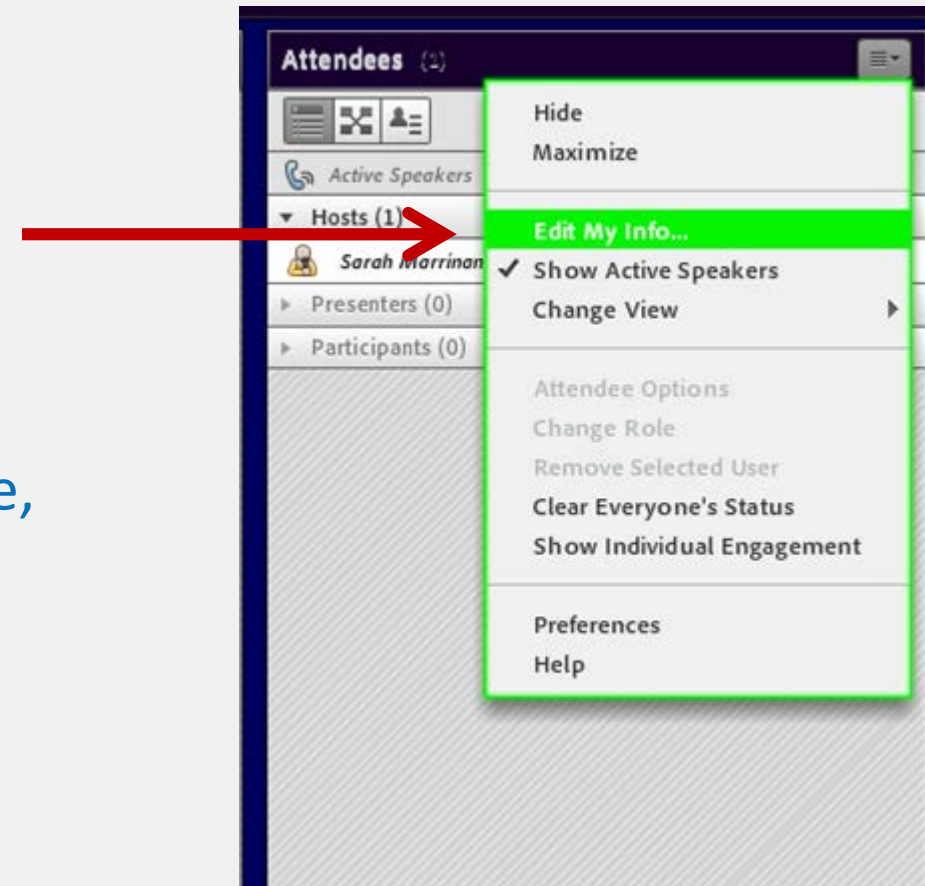 Attendees (1)
Active Speakers
Hosts (1)
Sarah Marrinan
Presenters (0)
Participants (0)
Hide
Maximize
Edit My Info...
Show Active Speakers
Change View
Attendee Options
Change Role
Remove Selected User
Clear Everyone's Status
Show Individual Engagement
Preferences
Help
e,